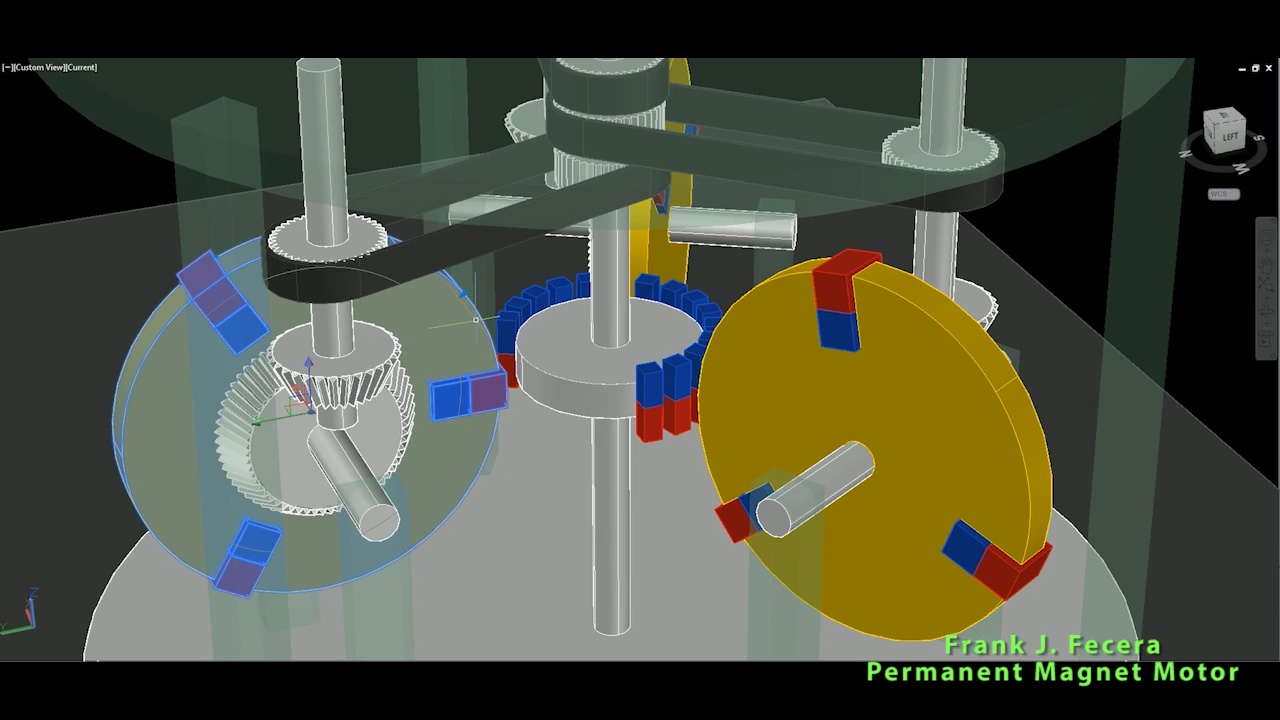 [−][Custom View][Current]
LEFT
N
S
WCS
Z
Frank J. Fecera
Permanent Magnet Motor